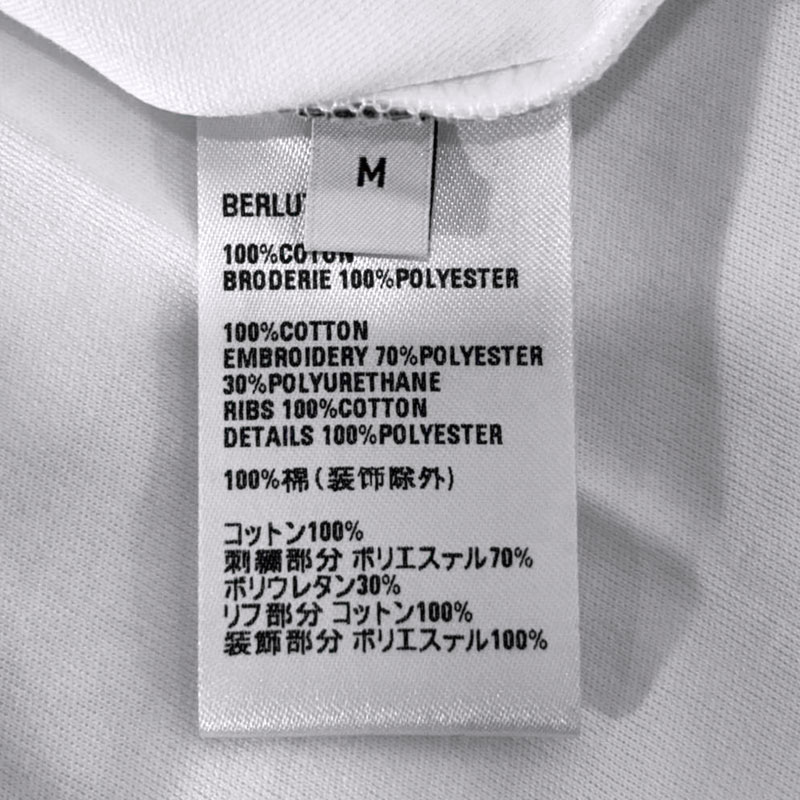 M
BERLU
100%COTON
BRODERIE 100%POLYESTER
100%COTTON
EMBROIDERY 70%POLYESTER
30%POLYURETHANE
RIBS 100%COTTON
DETAILS 100%POLYESTER
100%棉(装饰除外)
コットン100%
刺繍部分 ポリエステル70%
ポリウレタン30%
リブ部分 コットン100%
装飾部分 ポリエステル100%